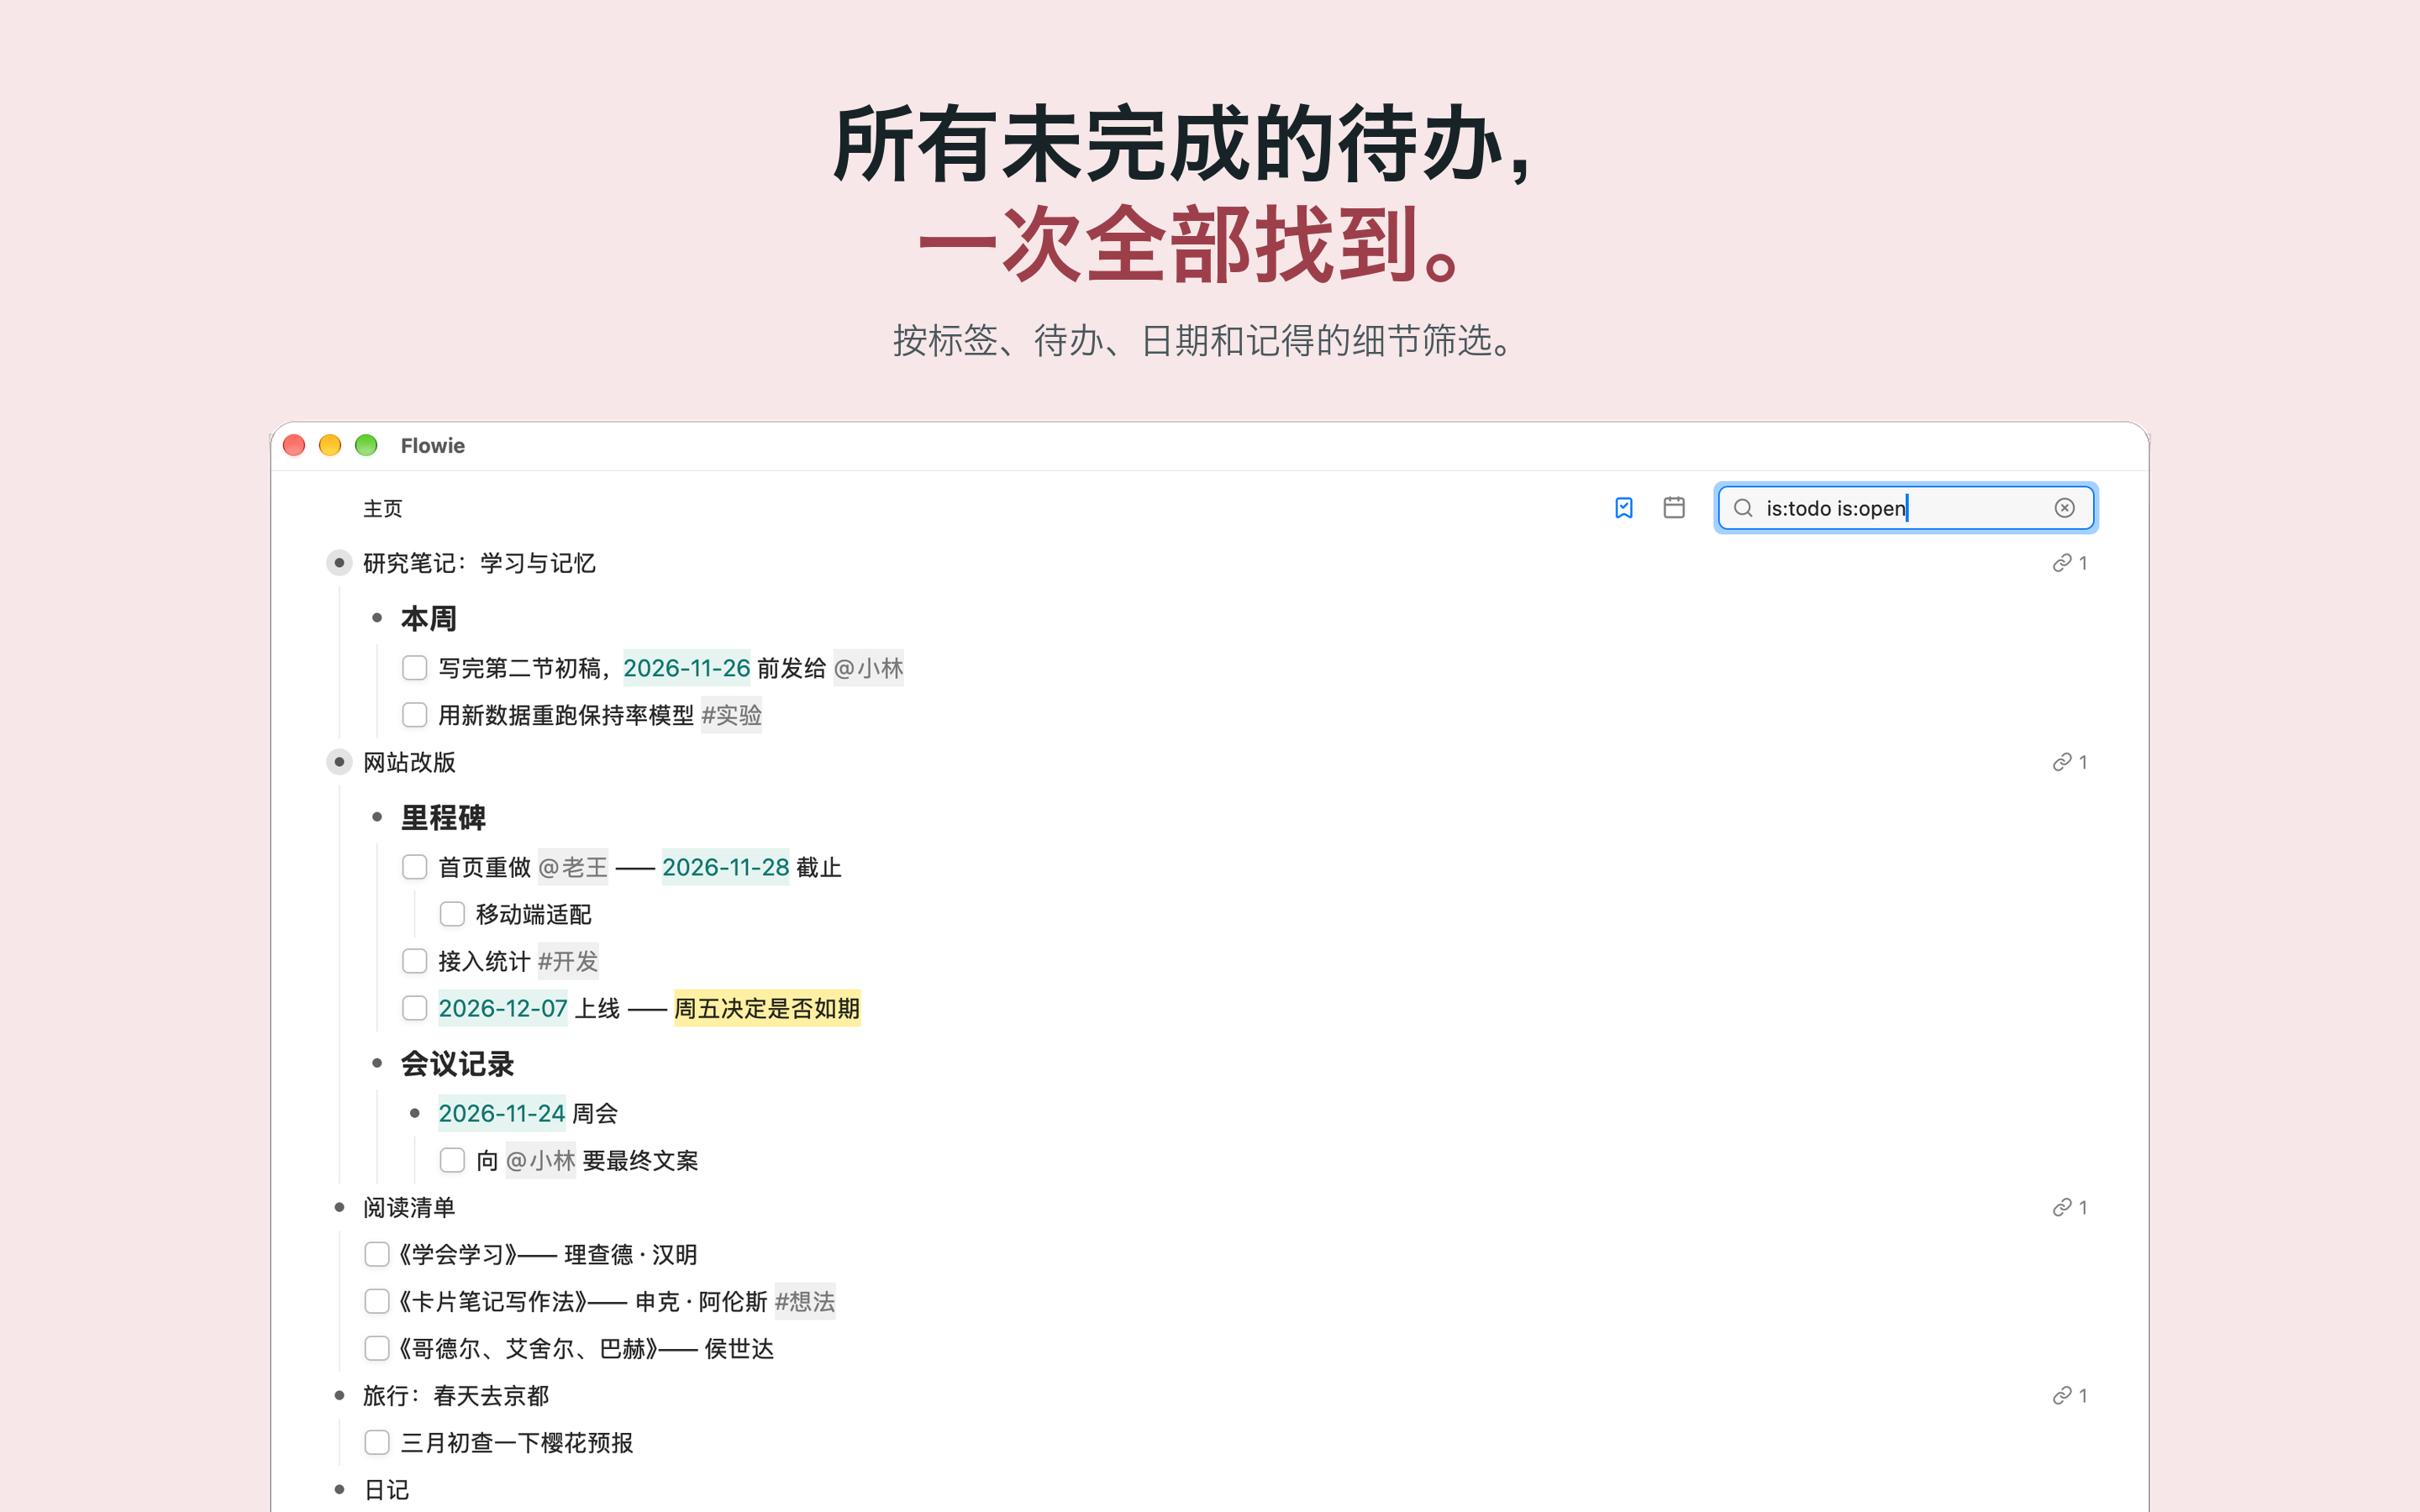 所有未完成的待办，
一次全部找到。
按标签、待办、日期和记得的细节筛选。
Flowie
主页
is:todo is:open
研究笔记：学习与记忆
1
本周
写完第二节初稿，2026-11-26 前发给 @小林
用新数据重跑保持率模型 #实验
网站改版
1
里程碑
首页重做 @老王 —— 2026-11-28 截止
移动端适配
接入统计 #开发
2026-12-07 上线 —— 周五决定是否如期
会议记录
2026-11-24 周会
向 @小林 要最终文案
阅读清单
1
《学会学习》—— 理查德 · 汉明
《卡片笔记写作法》—— 申克 · 阿伦斯 #想法
《哥德尔、艾舍尔、巴赫》—— 侯世达
旅行：春天去京都
1
三月初查一下樱花预报
日记